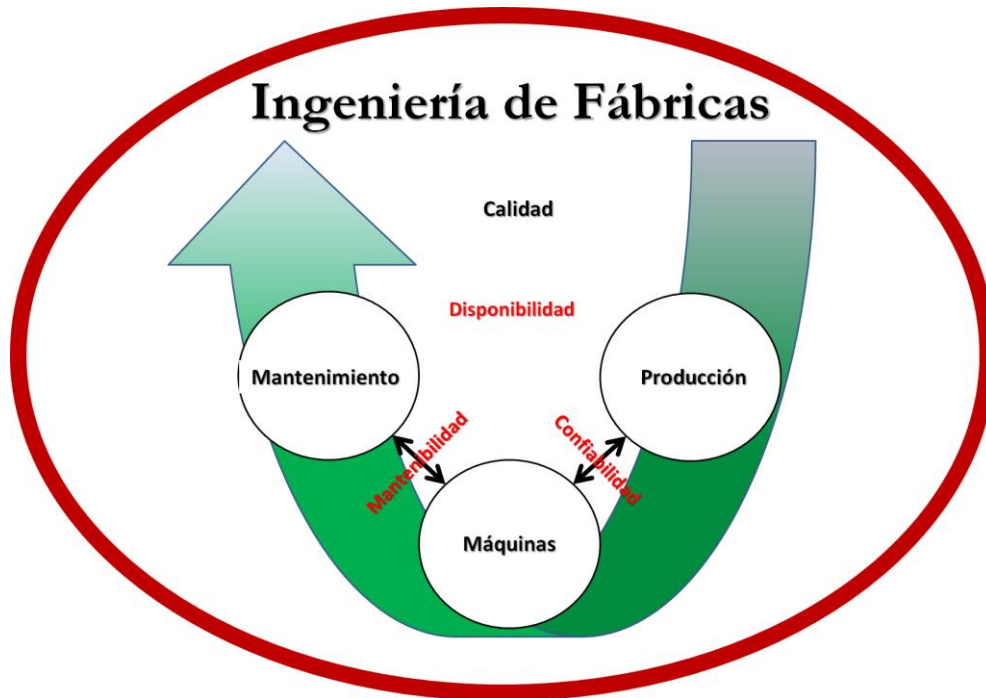 Ingeniería de Fábricas
Calidad
Disponibilidad
Mantenimiento
Producción
Mantenibilidad
Confiabilidad
Máquinas